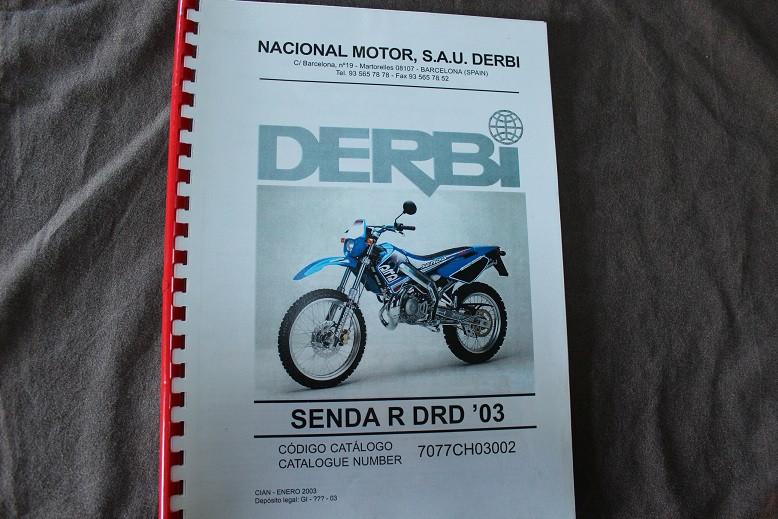 NACIONAL MOTOR, S.A.U. DERBI
C/ Barcelona, nº19 - Martorelles 08107 - BARCELONA (SPAIN)
Tel. 93 565 78 78 - Fax 93 565 78 52
DERBi
SENDA R DRD '03
CÓDIGO CATÁLOGO
CATALOGUE NUMBER 7077CH03002
CIAN - ENERO 2003
Depósito legal: GI - ??? - 03